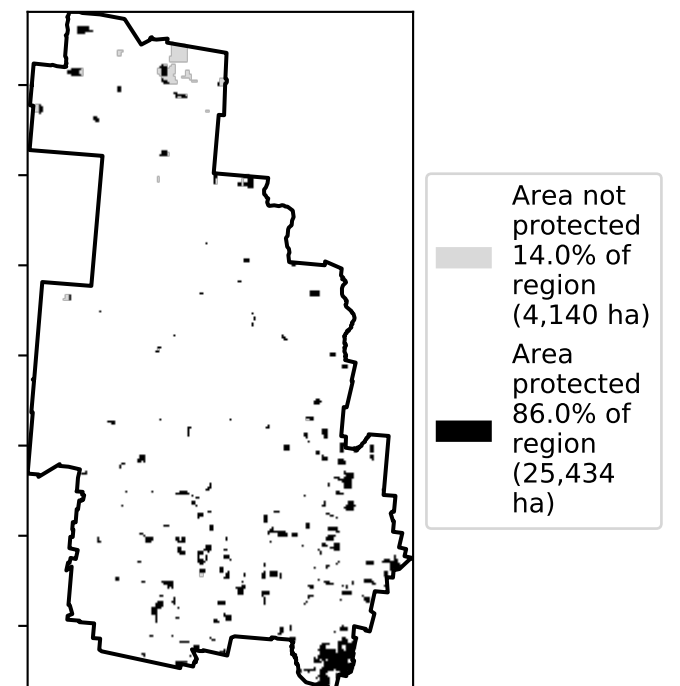 Area not
protected
14.0% of
region
(4,140 ha)
Area
protected
86.0% of
region
(25,434
ha)